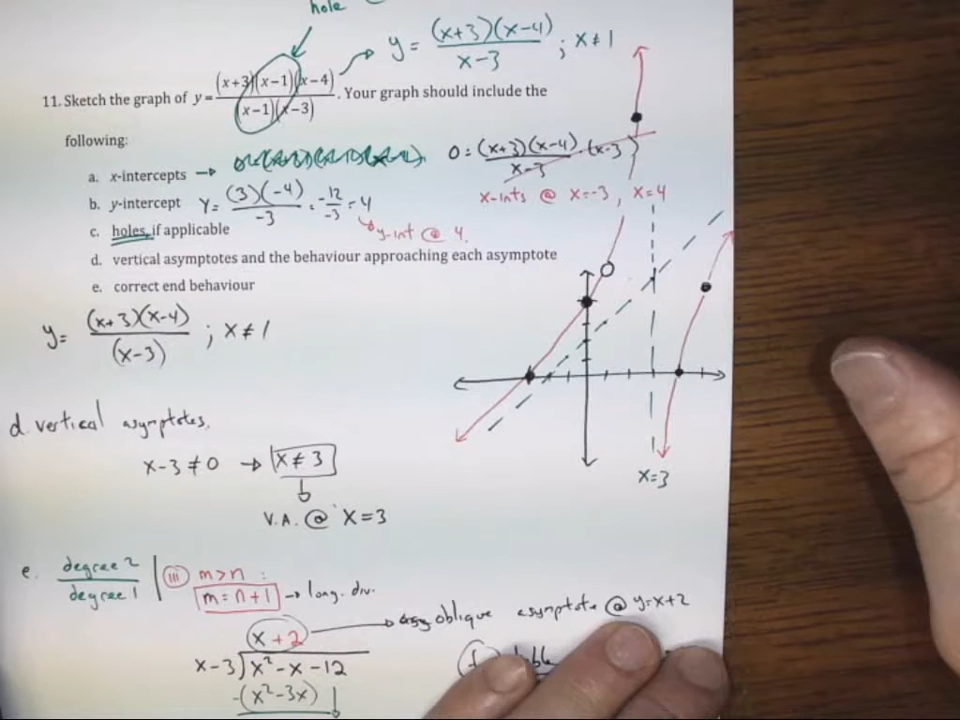 hole
y = (x+3)(x-4) / x-3 ; x ≠ 1
11. Sketch the graph of y = (x+3)(x-1)(x-4) / (x-1)(x-3) . Your graph should include the
following:
0 = (x+3)(x-4) / x-3 · (x-3)
a. x-intercepts →
x-ints @ x=-3, x=4
b. y-intercept y = (3)(-4) / -3 = -12 / -3 = 4
y-int @ 4.
c. holes, if applicable
d. vertical asymptotes and the behaviour approaching each asymptote
e. correct end behaviour
y = (x+3)(x-4) / (x-3) ; x ≠ 1
d. vertical asymptotes,
x-3 ≠ 0 → x ≠ 3
x=3
V.A. @ x=3
e. degree 2 / degree 1
iii m>n :
m = n+1 → long. div.
x + 2 → oblique asymptote @ y=x+2
x-3)x²-x-12
-(x²-3x)